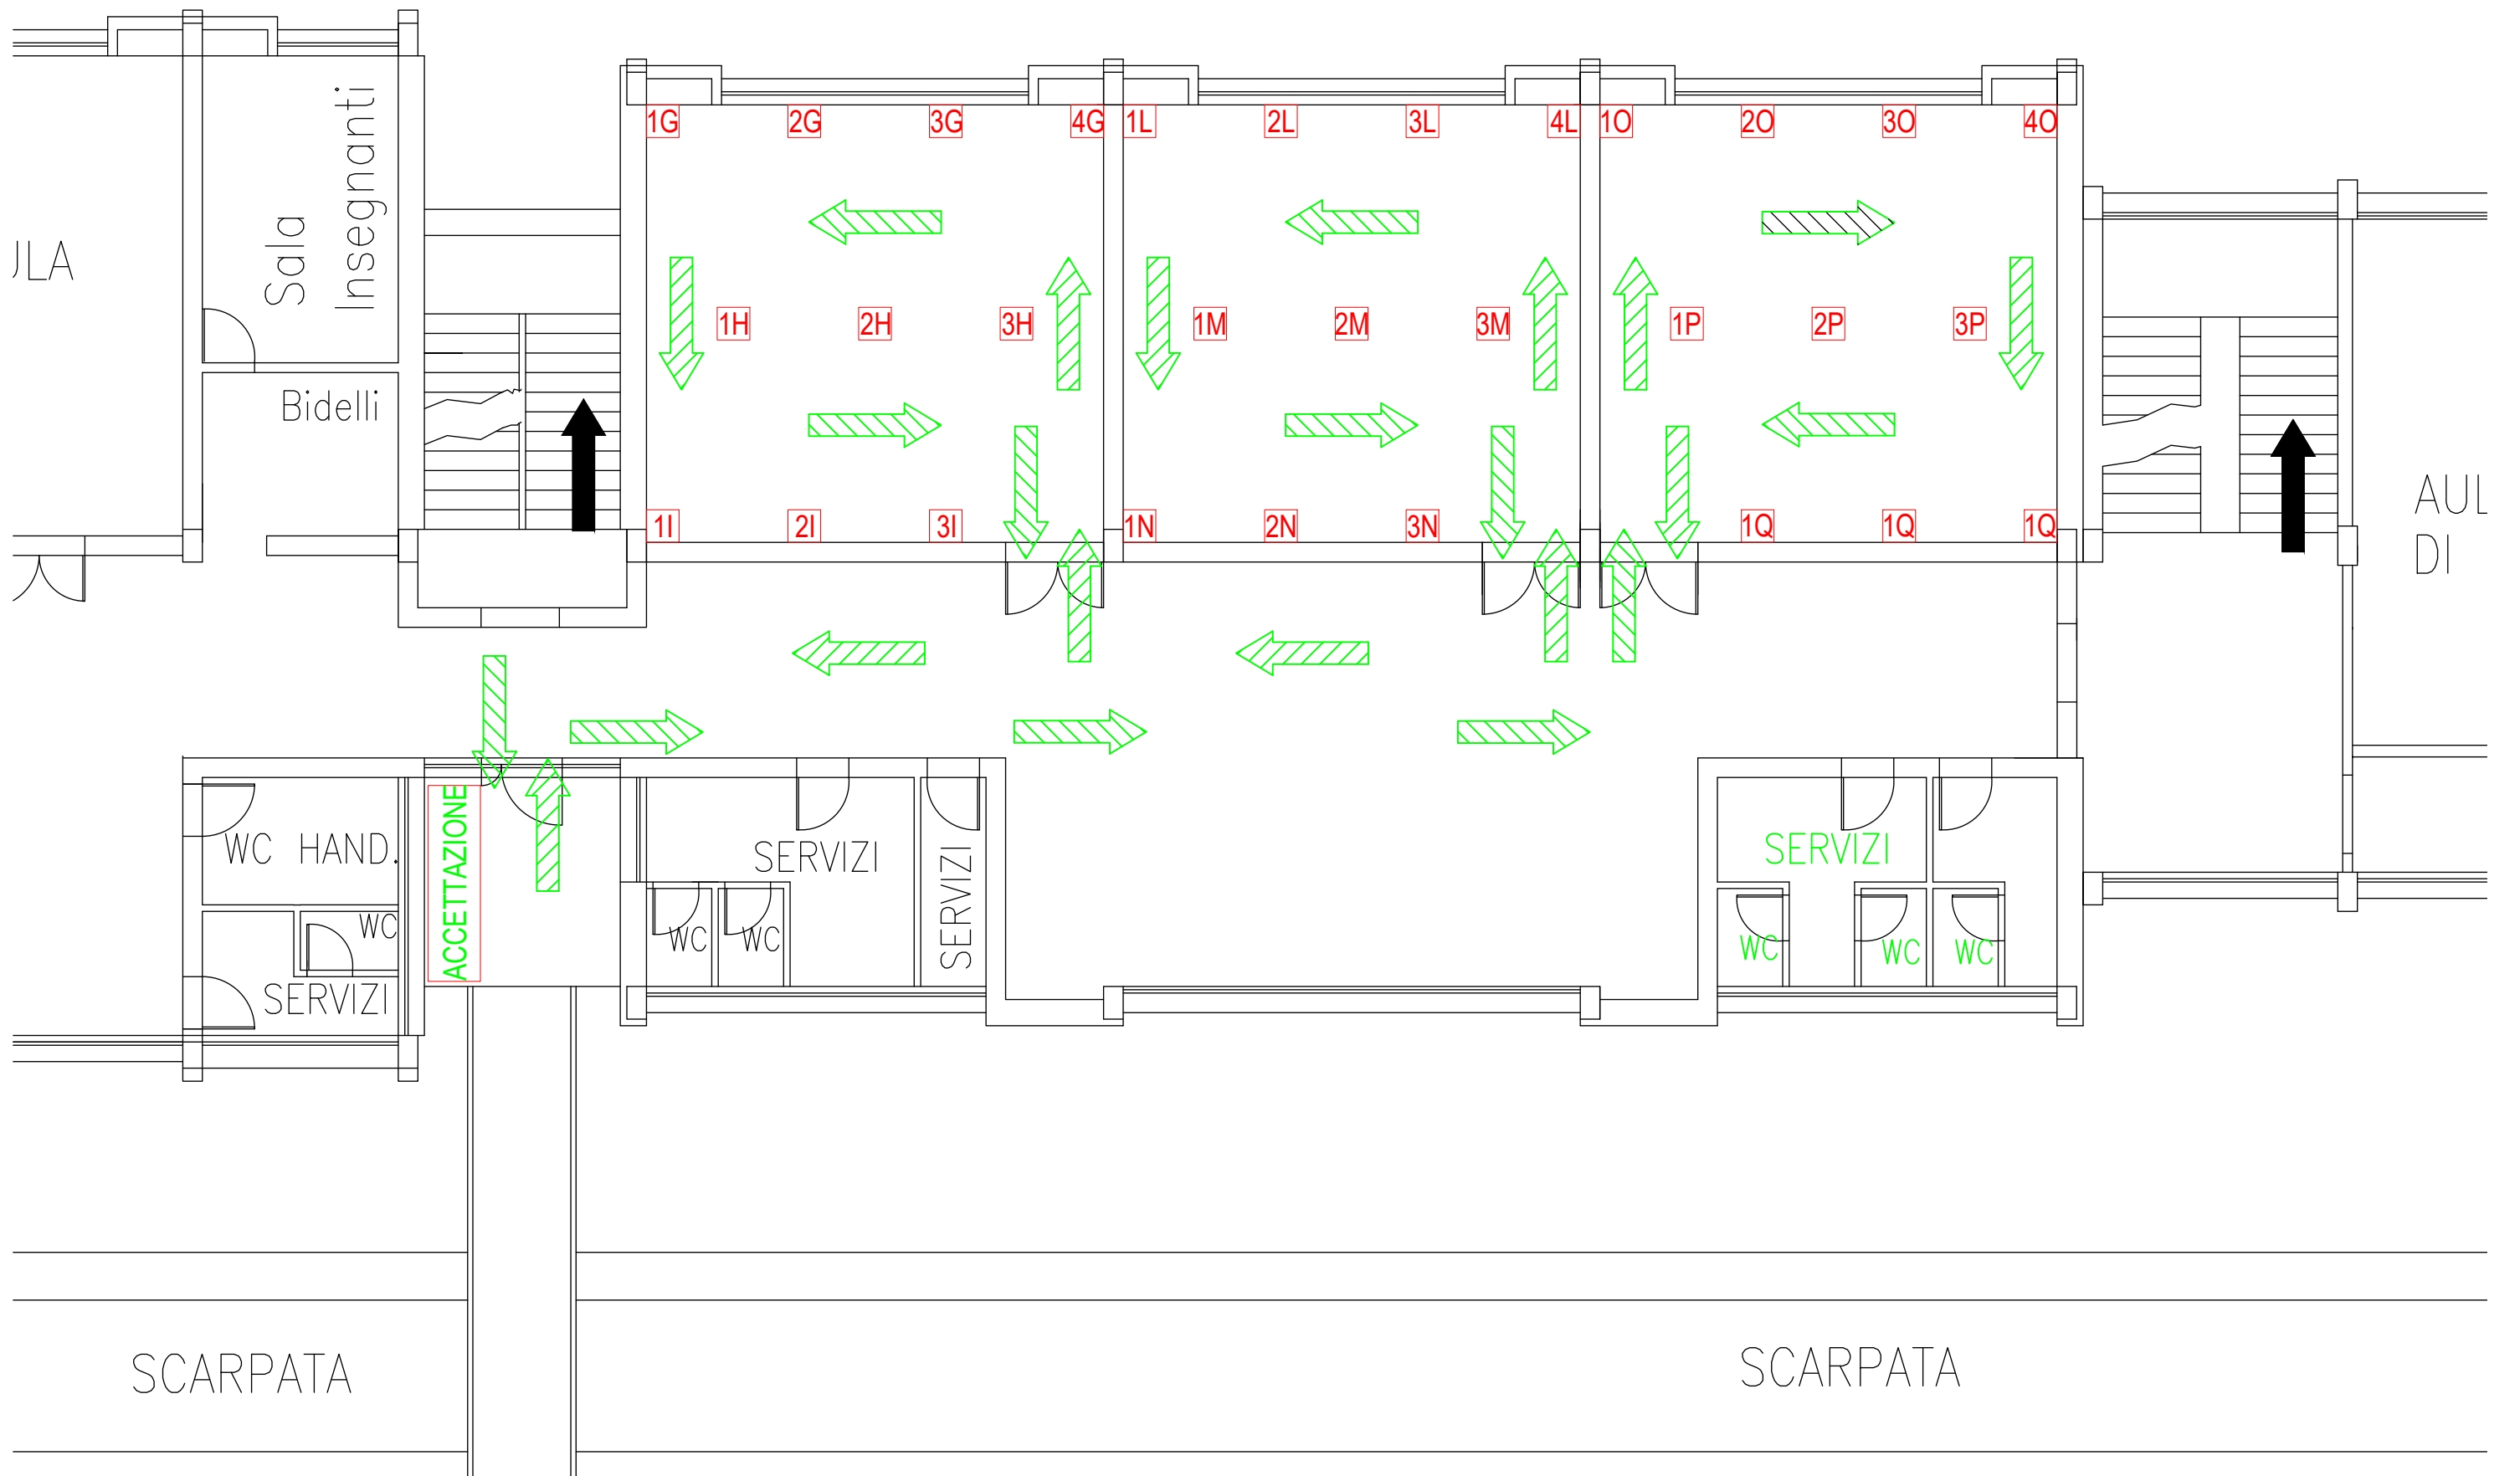 Sala
Insegnanti
1G 2G 3G 4G 1L 2L 3L 4L 1O 2O 3O 4O
ULA
1H 2H 3H 1M 2M 3M 1P 2P 3P
Bidelli
1I 2I 3I 1N 2N 3N 1Q 1Q 1Q
AUL
DI
ACCETTAZIONE
WC HAND.
SERVIZI
SERVIZI
SERVIZI
WC
WC
WC
WC
WC
WC
SERVIZI
SCARPATA
SCARPATA